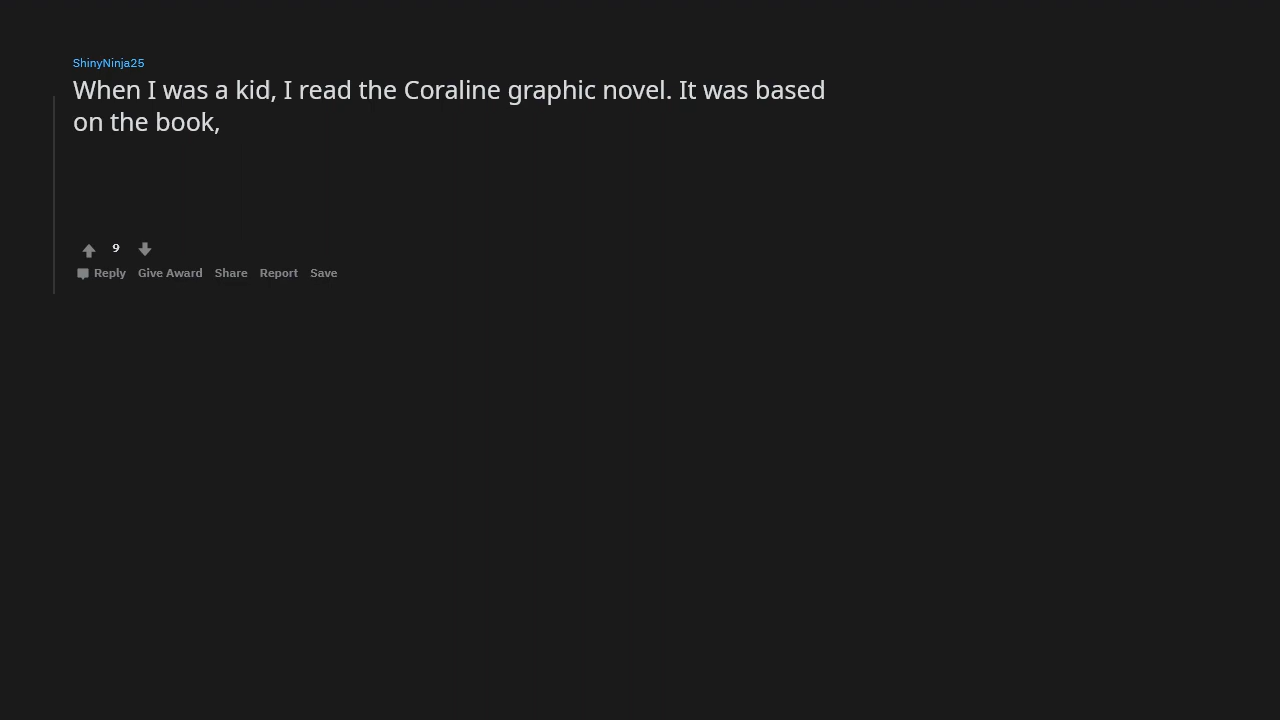 ShinyNinja25
When I was a kid, I read the Coraline graphic novel. It was based
on the book,
9
Reply Give Award Share Report Save